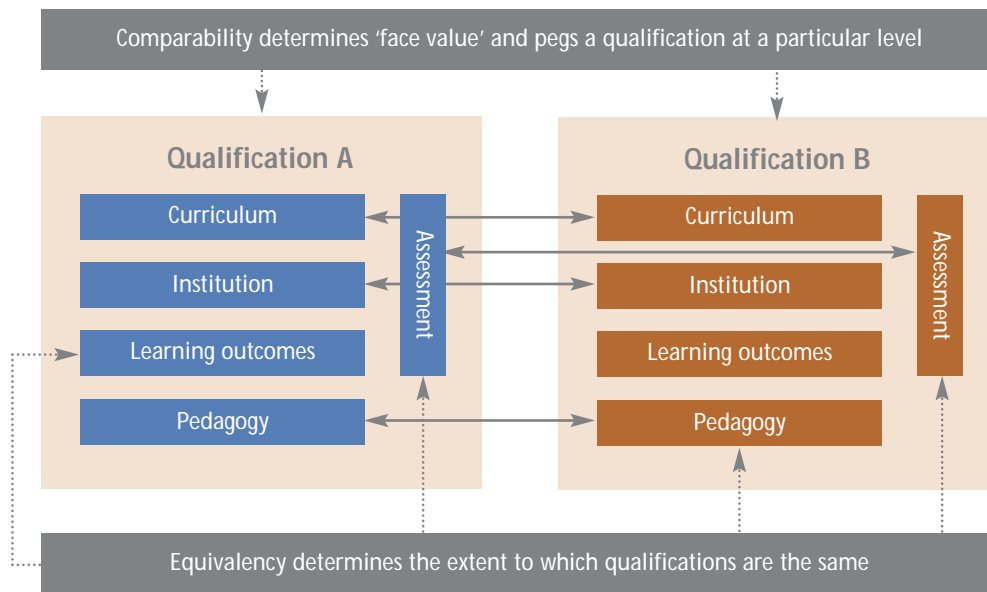 Comparability determines ‘face value’ and pegs a qualification at a particular level
Qualification A
Curriculum
Institution
Learning outcomes
Pedagogy
Assessment
Qualification B
Curriculum
Institution
Learning outcomes
Pedagogy
Assessment
Equivalency determines the extent to which qualifications are the same